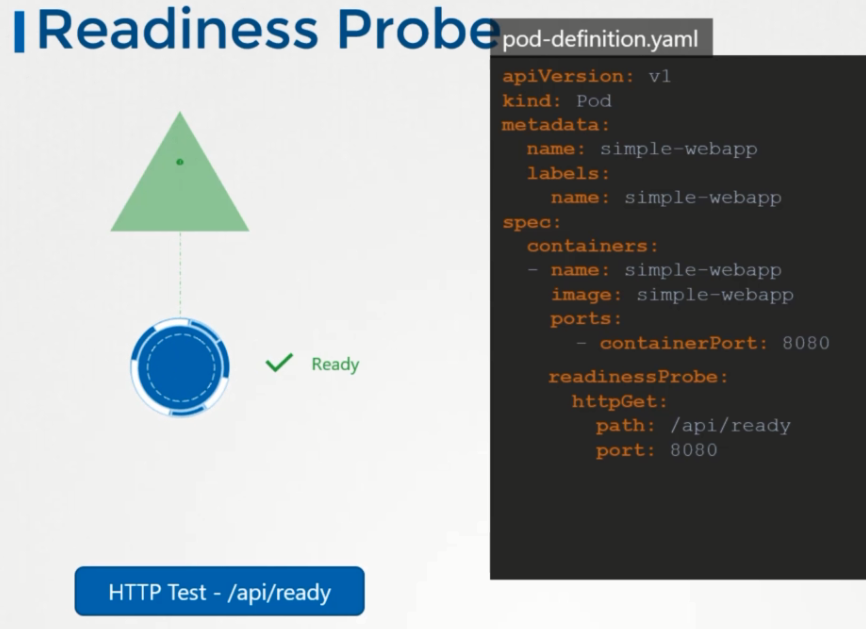 Readiness Probe
pod-definition.yaml
apiVersion: v1
kind: Pod
metadata:
  name: simple-webapp
  labels:
    name: simple-webapp
spec:
  containers:
  - name: simple-webapp
    image: simple-webapp
    ports:
      - containerPort: 8080
    readinessProbe:
      httpGet:
        path: /api/ready
        port: 8080
Ready
HTTP Test - /api/ready